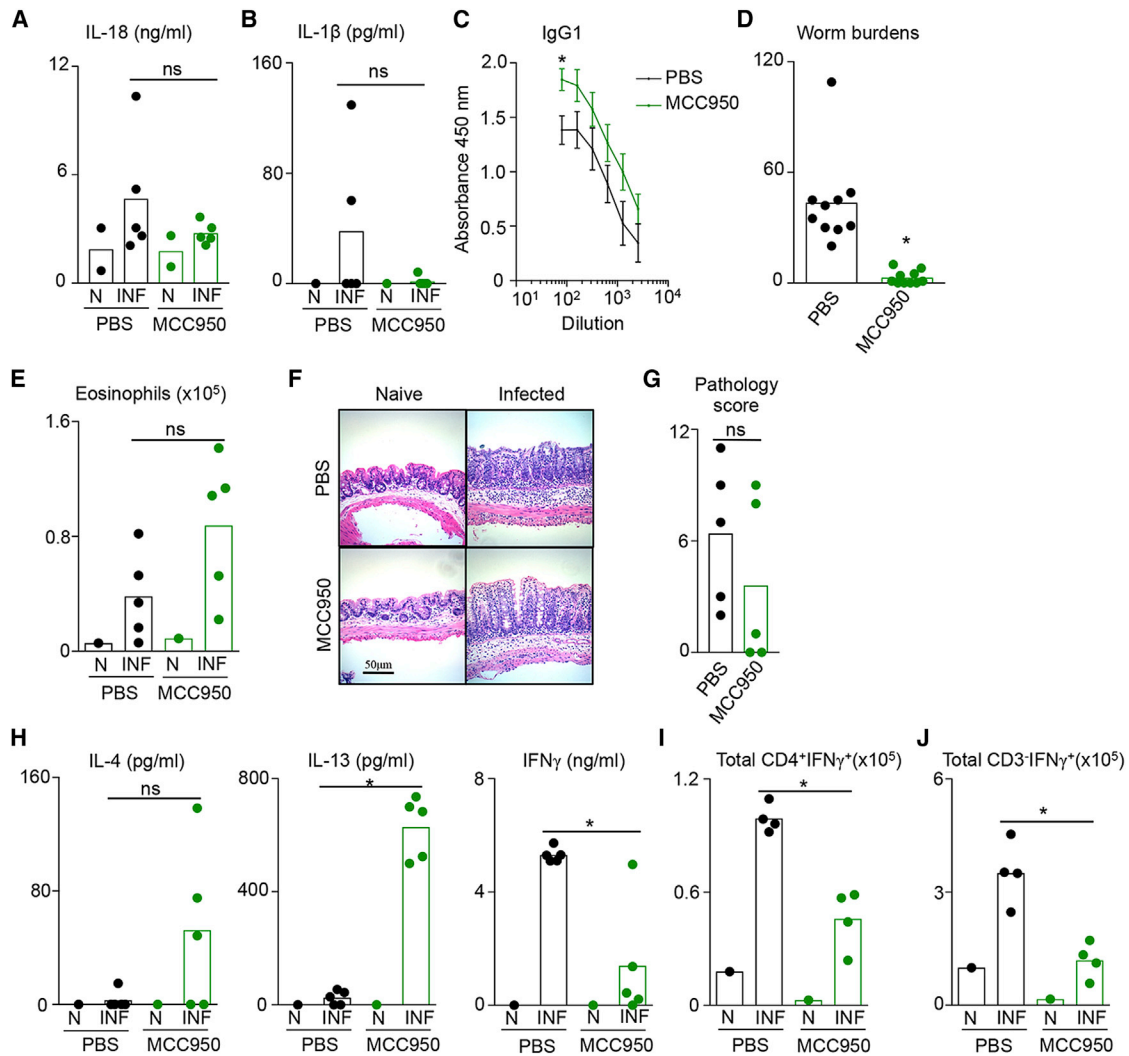 A
IL-18 (ng/ml)
12
6
0
ns
N INF N INF
PBS MCC950
B
IL-1β (pg/ml)
160
80
0
ns
N INF N INF
PBS MCC950
C
IgG1
Absorbance 450 nm
2.0
1.5
1.0
0.5
0
*
PBS
MCC950
10¹ 10² 10³ 10⁴
Dilution
D
Worm burdens
120
60
0
*
PBS
MCC950
E
Eosinophils (x10⁵)
1.6
0.8
0
ns
N INF N INF
PBS MCC950
F
Naive Infected
PBS
MCC950
50μm
G
Pathology
score
12
6
0
ns
PBS
MCC950
H
IL-4 (pg/ml)
160
80
0
ns
N INF N INF
PBS MCC950
IL-13 (pg/ml)
800
400
0
*
N INF N INF
PBS MCC950
IFNγ (ng/ml)
8
4
0
*
N INF N INF
PBS MCC950
I
Total CD4⁺IFNγ⁺(x10⁵)
1.2
0.6
0
*
N INF N INF
PBS MCC950
J
Total CD3⁻IFNγ⁺(x10⁵)
6
3
0
*
N INF N INF
PBS MCC950